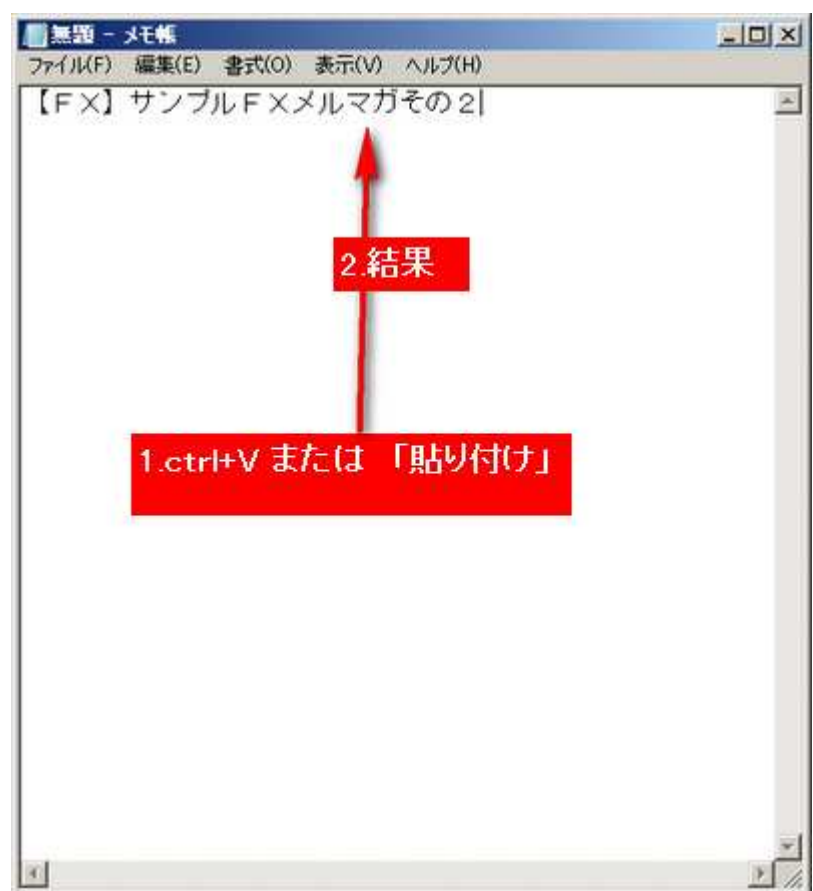 無題 - メモ帳
ファイル(F) 編集(E) 書式(O) 表示(V) ヘルプ(H)
【ＦＸ】サンプルＦＸメルマガその２
2.結果
1.ctrl+V または 「貼り付け」